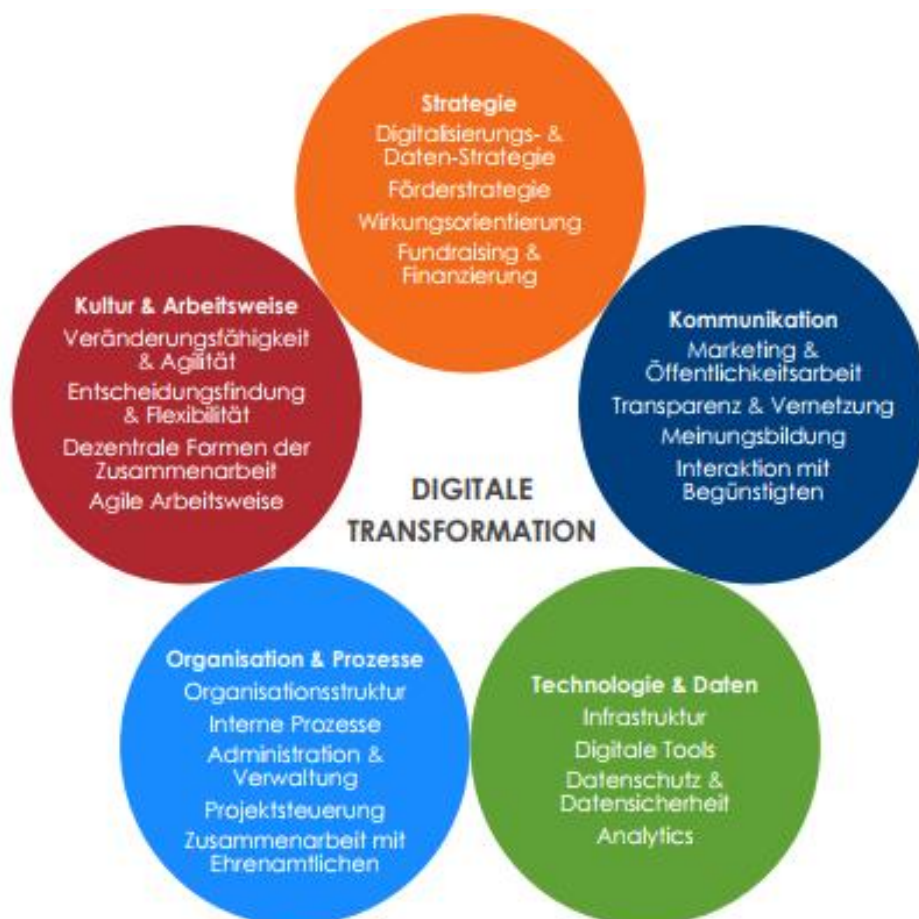 Strategie
Digitalisierungs- &
Daten-Strategie
Förderstrategie
Wirkungsorientierung
Fundraising &
Finanzierung
Kultur & Arbeitsweise
Veränderungsfähigkeit
& Agilität
Entscheidungsfindung
& Flexibilität
Dezentrale Formen der
Zusammenarbeit
Agile Arbeitsweise
Kommunikation
Marketing &
Öffentlichkeitsarbeit
Transparenz & Vernetzung
Meinungsbildung
Interaktion mit
Begünstigten
DIGITALE
TRANSFORMATION
Organisation & Prozesse
Organisationsstruktur
Interne Prozesse
Administration &
Verwaltung
Projektsteuerung
Zusammenarbeit mit
Ehrenamtlichen
Technologie & Daten
Infrastruktur
Digitale Tools
Datenschutz &
Datensicherheit
Analytics